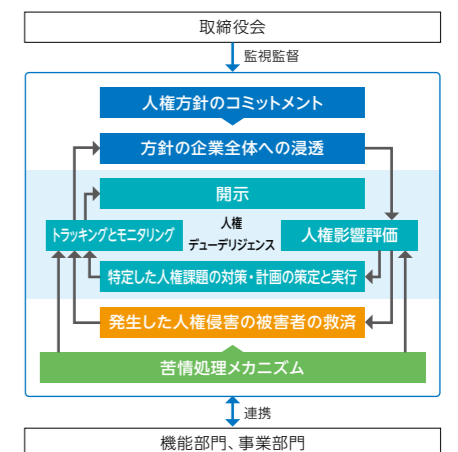 取締役会
監視監督
人権方針のコミットメント
方針の企業全体への浸透
開示
トラッキングとモニタリング
人権
デューデリジェンス
人権影響評価
特定した人権課題の対策・計画の策定と実行
発生した人権侵害の被害者の救済
苦情処理メカニズム
連携
機能部門、事業部門